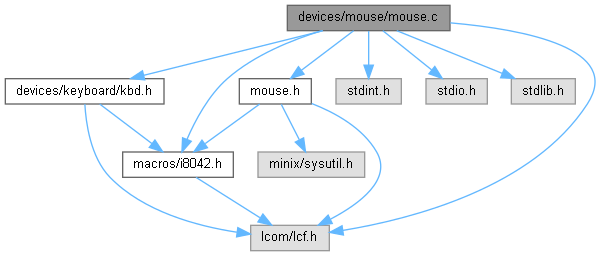 devices/mouse/mouse.c
devices/keyboard/kbd.h
mouse.h
stdint.h
stdio.h
stdlib.h
macros/i8042.h
minix/sysutil.h
lcom/lcf.h